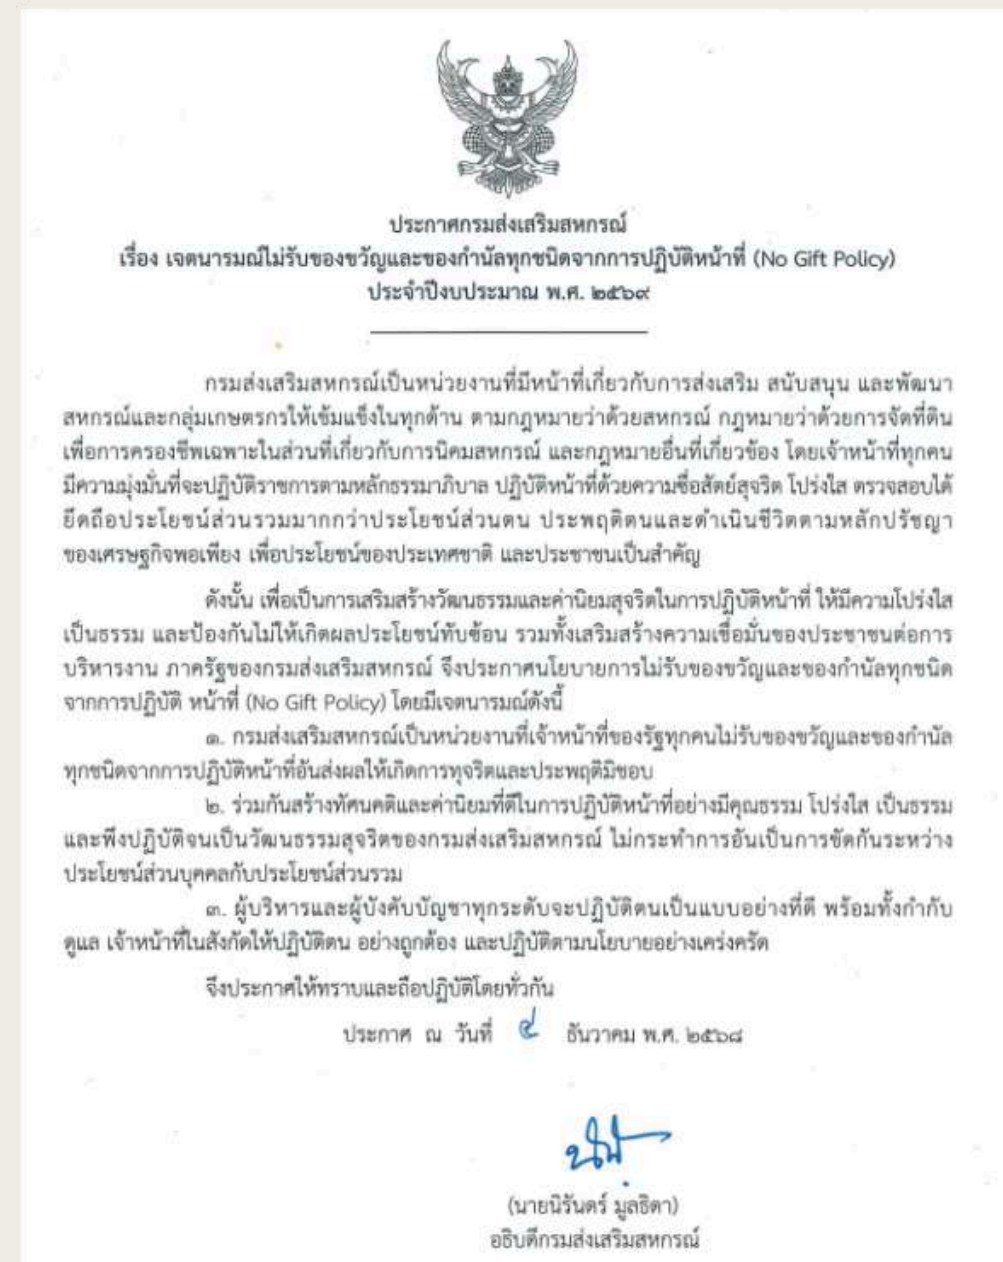 ประกาศกรมส่งเสริมสหกรณ์
เรื่อง เจตนารมณ์ไม่รับของขวัญและของกำนัลทุกชนิดจากการปฏิบัติหน้าที่ (No Gift Policy)
ประจำปีงบประมาณ พ.ศ. ๒๕๖๙
กรมส่งเสริมสหกรณ์เป็นหน่วยงานที่มีหน้าที่เกี่ยวกับการส่งเสริม สนับสนุน และพัฒนา
สหกรณ์และกลุ่มเกษตรกรให้เข้มแข็งในทุกด้าน ตามกฎหมายว่าด้วยสหกรณ์ กฎหมายว่าด้วยการจัดที่ดิน
เพื่อการครองชีพเฉพาะในส่วนที่เกี่ยวกับการนิคมสหกรณ์ และกฎหมายอื่นที่เกี่ยวข้อง โดยเจ้าหน้าที่ทุกคน
มีความมุ่งมั่นที่จะปฏิบัติราชการตามหลักธรรมาภิบาล ปฏิบัติหน้าที่ด้วยความซื่อสัตย์สุจริต โปร่งใส ตรวจสอบได้
ยึดถือประโยชน์ส่วนรวมมากกว่าประโยชน์ส่วนตน ประพฤติตนและดำเนินชีวิตตามหลักปรัชญา
ของเศรษฐกิจพอเพียง เพื่อประโยชน์ของประเทศชาติ และประชาชนเป็นสำคัญ
ดังนั้น เพื่อเป็นการเสริมสร้างวัฒนธรรมและค่านิยมสุจริตในการปฏิบัติหน้าที่ ให้มีความโปร่งใส
เป็นธรรม และป้องกันไม่ให้เกิดผลประโยชน์ทับซ้อน รวมทั้งเสริมสร้างความเชื่อมั่นของประชาชนต่อการ
บริหารงาน ภาครัฐของกรมส่งเสริมสหกรณ์ จึงประกาศนโยบายการไม่รับของขวัญและของกำนัลทุกชนิด
จากการปฏิบัติ หน้าที่ (No Gift Policy) โดยมีเจตนารมณ์ดังนี้
๑. กรมส่งเสริมสหกรณ์เป็นหน่วยงานที่เจ้าหน้าที่ของรัฐทุกคนไม่รับของขวัญและของกำนัล
ทุกชนิดจากการปฏิบัติหน้าที่อันส่งผลให้เกิดการทุจริตและประพฤติมิชอบ
๒. ร่วมกันสร้างทัศนคติและค่านิยมที่ดีในการปฏิบัติหน้าที่อย่างมีคุณธรรม โปร่งใส เป็นธรรม
และพึงปฏิบัติจนเป็นวัฒนธรรมสุจริตของกรมส่งเสริมสหกรณ์ ไม่กระทำการอันเป็นการขัดกันระหว่าง
ประโยชน์ส่วนบุคคลกับประโยชน์ส่วนรวม
๓. ผู้บริหารและผู้บังคับบัญชาทุกระดับจะปฏิบัติตนเป็นแบบอย่างที่ดี พร้อมทั้งกำกับ
ดูแล เจ้าหน้าที่ในสังกัดให้ปฏิบัติตน อย่างถูกต้อง และปฏิบัติตามนโยบายอย่างเคร่งครัด
จึงประกาศให้ทราบและถือปฏิบัติโดยทั่วกัน
ประกาศ ณ วันที่ ๔ ธันวาคม พ.ศ. ๒๕๖๘
(นายนิรันดร์ มูลธิดา)
อธิบดีกรมส่งเสริมสหกรณ์